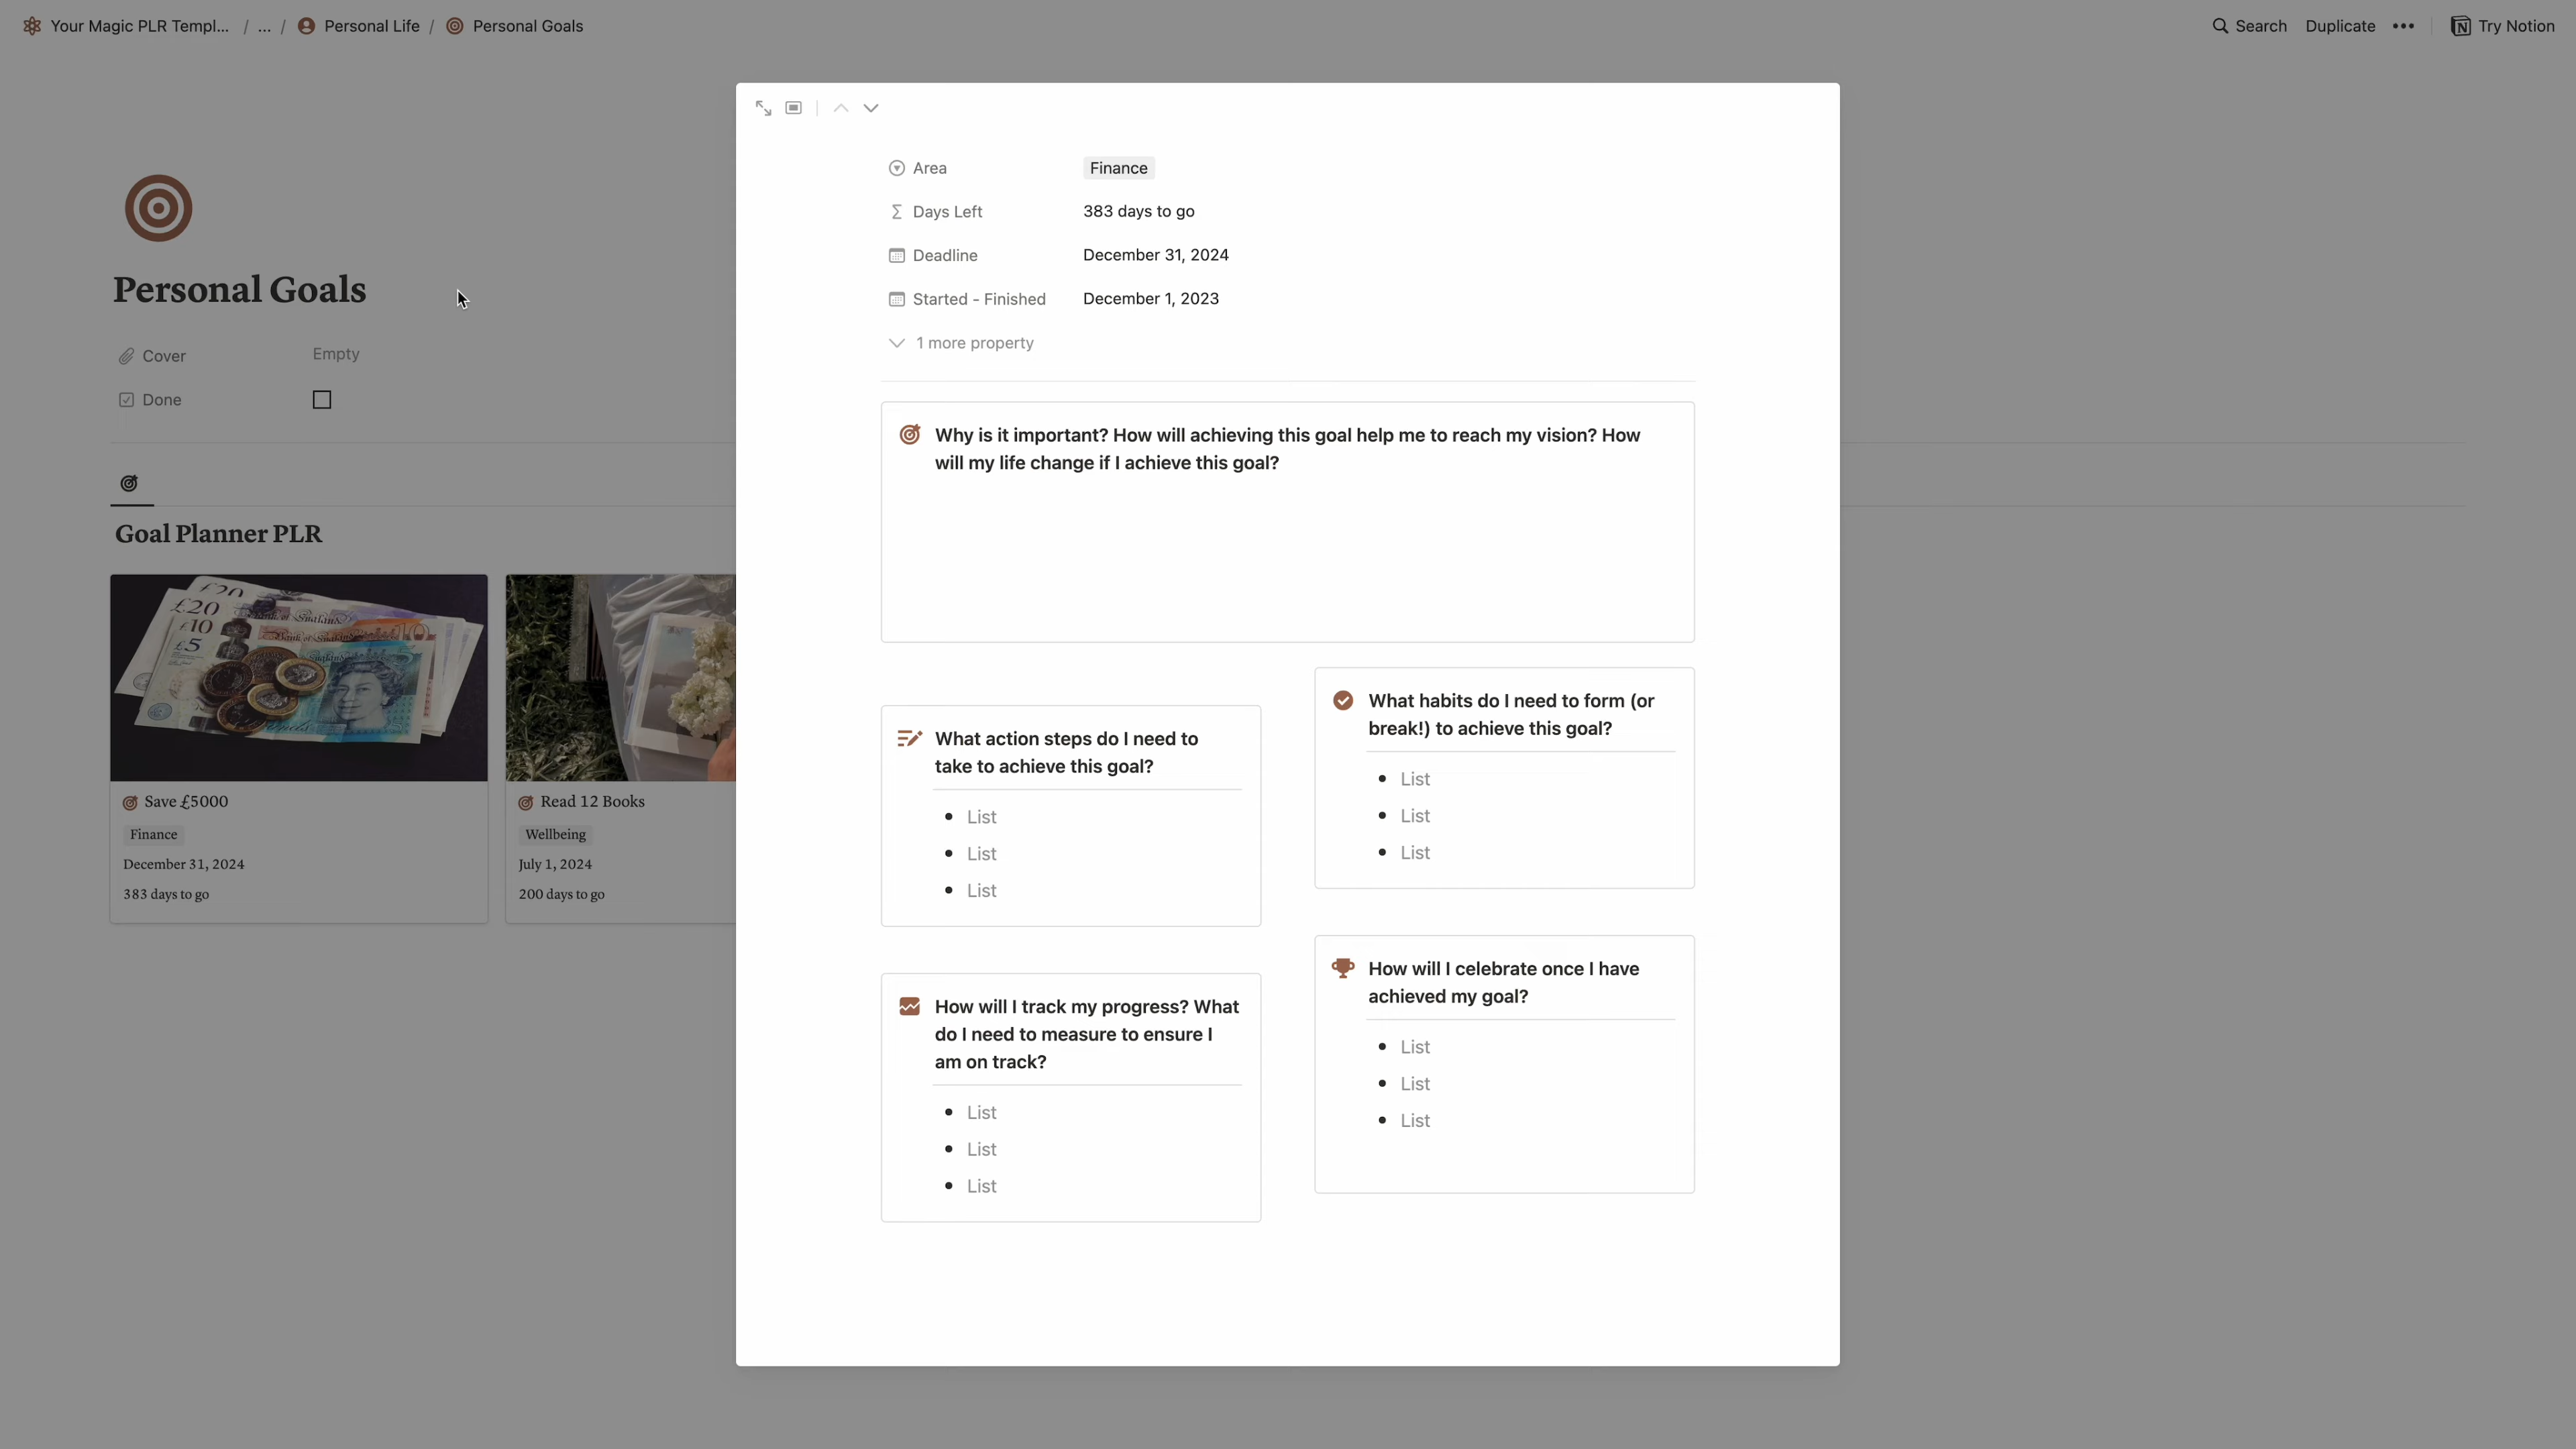 Your Magic PLR Templ... / ... / Personal Life / Personal Goals
Search Duplicate ••• Try Notion
Personal Goals
Cover Empty
Done
Goal Planner PLR
£20
£20
£10
£5
10
Save £5000
Finance
December 31, 2024
383 days to go
Read 12 Books
Wellbeing
July 1, 2024
200 days to go
Area Finance
Days Left 383 days to go
Deadline December 31, 2024
Started - Finished December 1, 2023
1 more property
Why is it important? How will achieving this goal help me to reach my vision? How
will my life change if I achieve this goal?
What action steps do I need to
take to achieve this goal?
• List
• List
• List
What habits do I need to form (or
break!) to achieve this goal?
• List
• List
• List
How will I track my progress? What
do I need to measure to ensure I
am on track?
• List
• List
• List
How will I celebrate once I have
achieved my goal?
• List
• List
• List